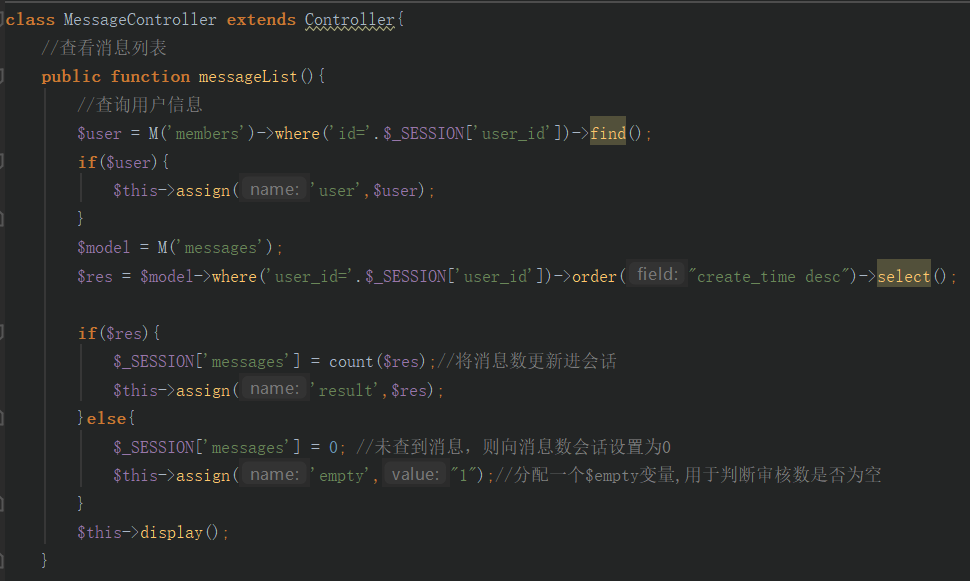 class MessageController extends Controller{
//查看消息列表
public function messageList(){
//查询用户信息
$user = M('members')->where('id='.$_SESSION['user_id'])->find();
if($user){
$this->assign( name: 'user',$user);
}
$model = M('messages');
$res = $model->where('user_id='.$_SESSION['user_id'])->order( field: "create_time desc")->select();
if($res){
$_SESSION['messages'] = count($res);//将消息数更新进会话
$this->assign( name: 'result',$res);
}else{
$_SESSION['messages'] = 0; //未查到消息，则向消息数会话设置为0
$this->assign( name: 'empty', value: "1");//分配一个$empty变量,用于判断审核数是否为空
}
$this->display();
}